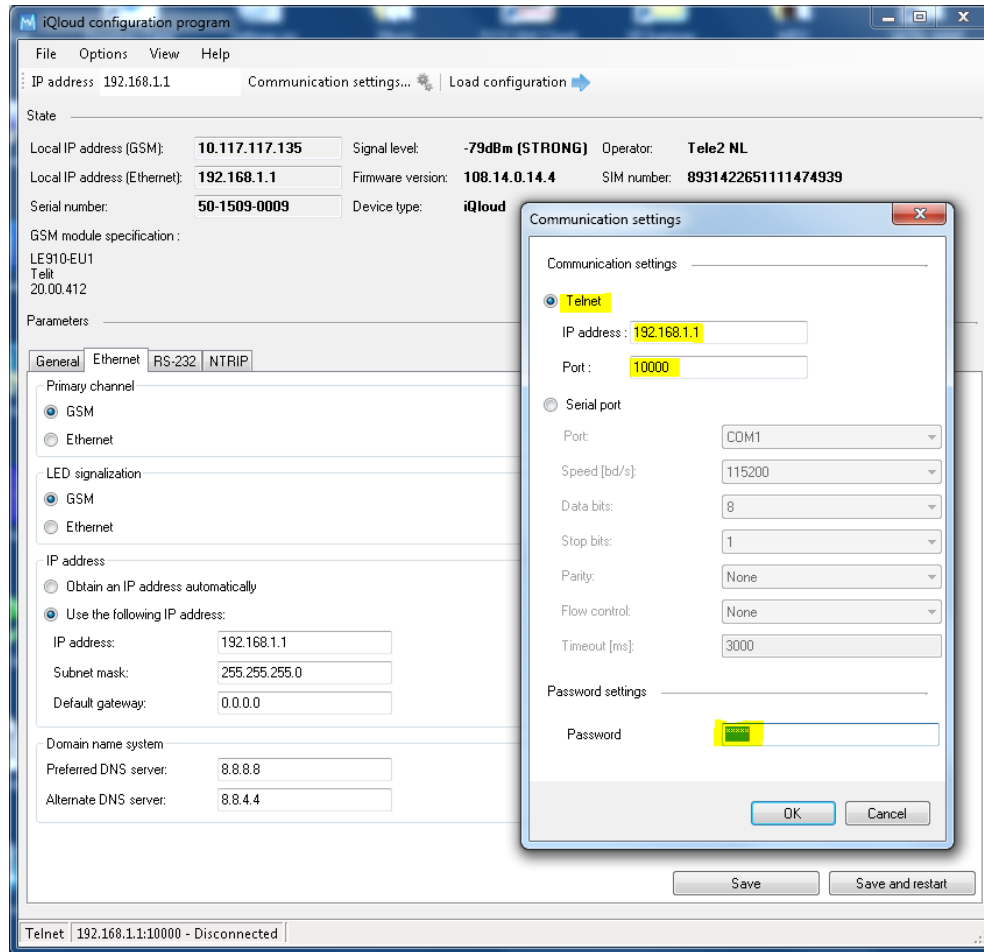 iQloud configuration program
File Options View Help
IP address 192.168.1.1 Communication settings... Load configuration
State
Local IP address (GSM): 10.117.117.135 Signal level: -79dBm (STRONG) Operator: Tele2 NL
Local IP address (Ethernet): 192.168.1.1 Firmware version: 108.14.0.14.4 SIM number: 8931422651111474939
Serial number: 50-1509-0009 Device type: iQloud
GSM module specification :
LE910-EU1
Telit
20.00.412
Parameters
General Ethernet RS-232 NTRIP
Primary channel
GSM
Ethernet
LED signalization
GSM
Ethernet
IP address
Obtain an IP address automatically
Use the following IP address:
IP address: 192.168.1.1
Subnet mask: 255.255.255.0
Default gateway: 0.0.0.0
Domain name system
Preferred DNS server: 8.8.8.8
Alternate DNS server: 8.8.4.4
Save Save and restart
Telnet 192.168.1.1:10000 - Disconnected
Communication settings
Communication settings
Telnet
IP address : 192.168.1.1
Port : 10000
Serial port
Port: COM1
Speed [bd/s]: 115200
Data bits: 8
Stop bits: 1
Parity: None
Flow control: None
Timeout [ms]: 3000
Password settings
Password *****
OK Cancel